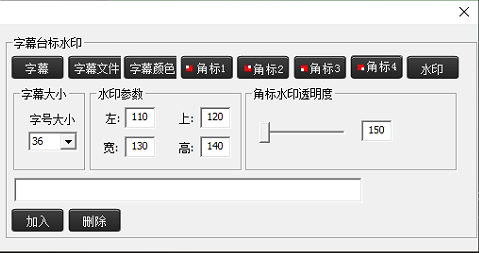 字幕台标水印
字幕 字幕文件 字幕颜色 角标1 角标2 角标3 角标4 水印
字幕大小 水印参数 角标水印透明度
字号大小 左: 110 上: 120
36 宽: 130 高: 140 150
加入 删除